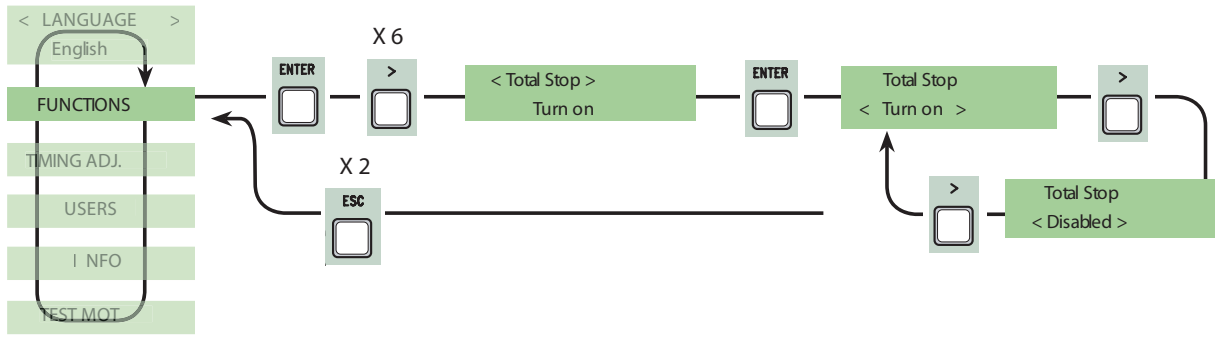 < LANGUAGE >
English
FUNCTIONS
TIMING ADJ.
USERS
I NFO
TEST MOT
ENTER
X 6
>
< Total Stop >
Turn on
ENTER
Total Stop
< Turn on >
>
Total Stop
< Disabled >
>
X 2
ESC